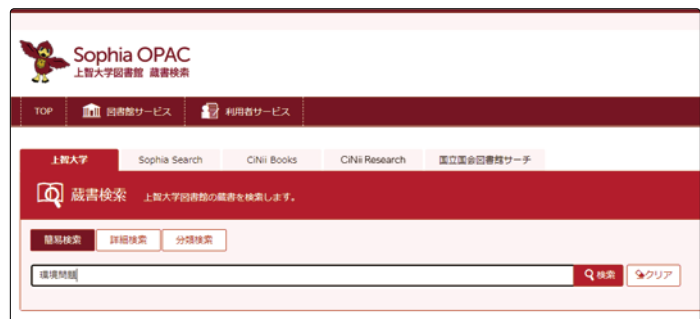 Sophia OPAC
上智大学図書館 蔵書検索
TOP 図書館サービス 利用者サービス
上智大学 Sophia Search CiNii Books CiNii Research 国立国会図書館サーチ
蔵書検索 上智大学図書館の蔵書を検索します。
簡易検索 詳細検索 分類検索
環境問題 検索 クリア